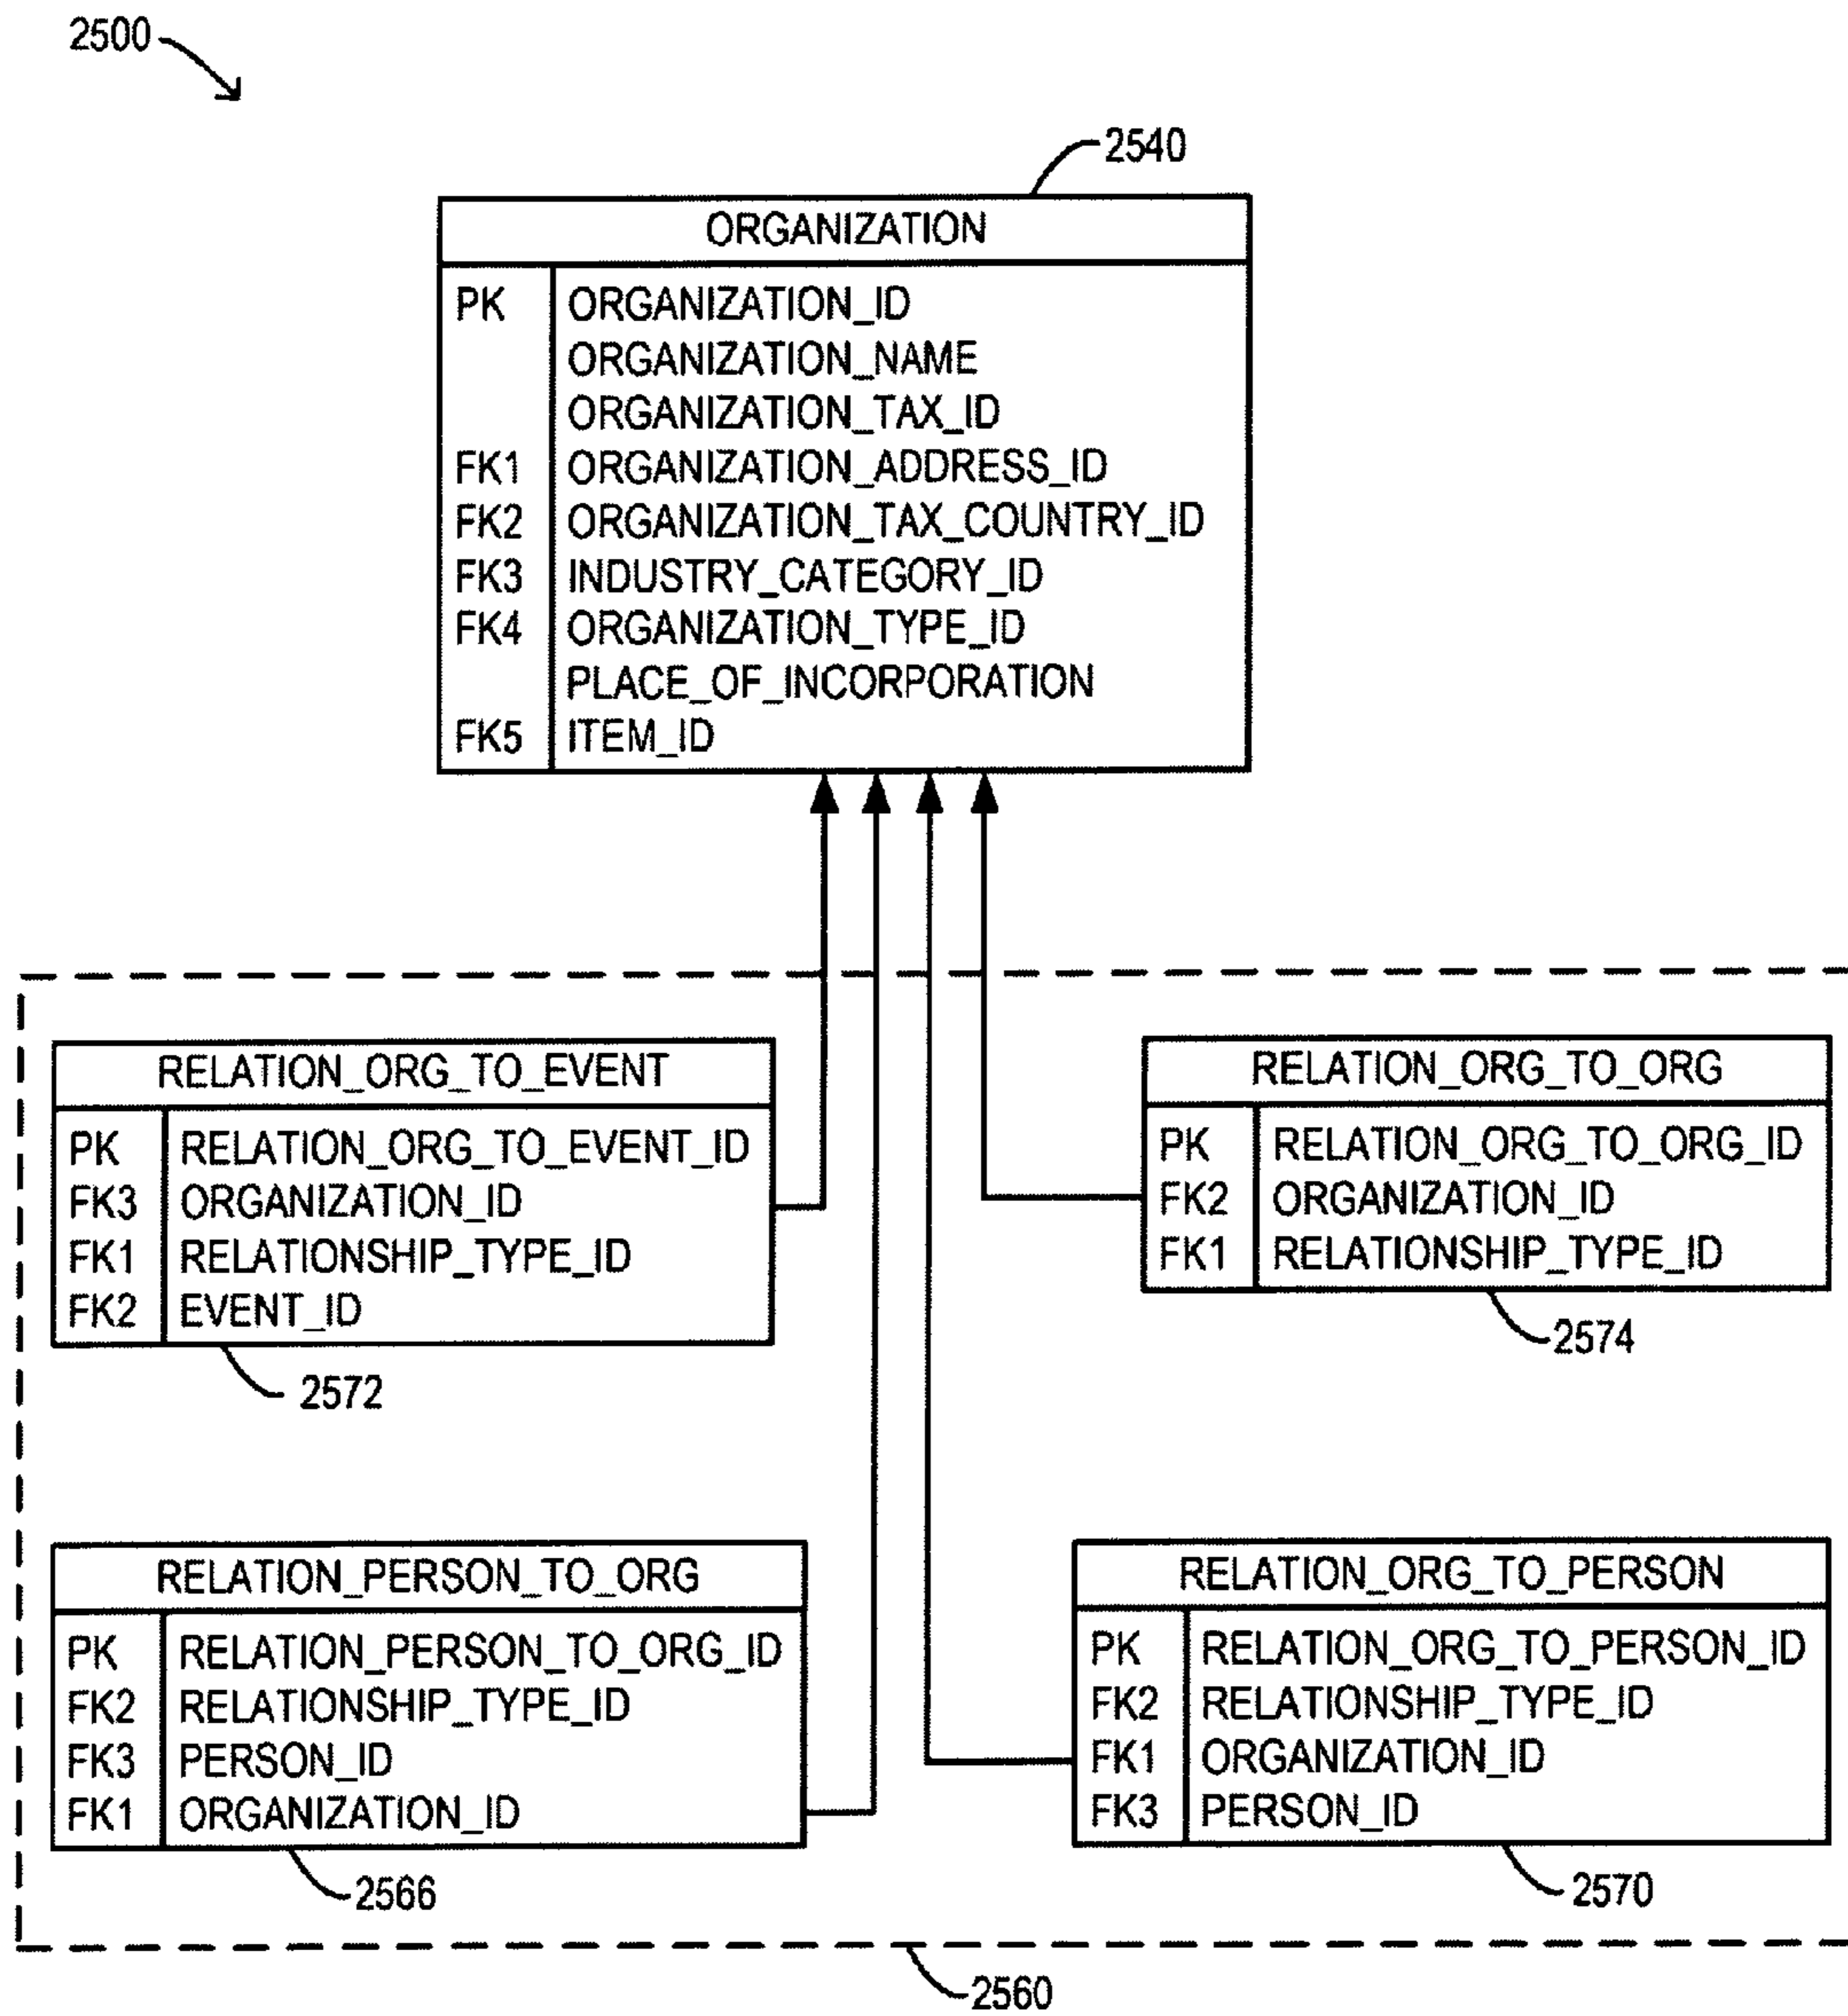 2500
2540
ORGANIZATION
PK ORGANIZATION_ID
ORGANIZATION_NAME
ORGANIZATION_TAX_ID
FK1 ORGANIZATION_ADDRESS_ID
FK2 ORGANIZATION_TAX_COUNTRY_ID
FK3 INDUSTRY_CATEGORY_ID
FK4 ORGANIZATION_TYPE_ID
PLACE_OF_INCORPORATION
FK5 ITEM_ID
RELATION_ORG_TO_EVENT
PK RELATION_ORG_TO_EVENT_ID
FK3 ORGANIZATION_ID
FK1 RELATIONSHIP_TYPE_ID
FK2 EVENT_ID
2572
RELATION_ORG_TO_ORG
PK RELATION_ORG_TO_ORG_ID
FK2 ORGANIZATION_ID
FK1 RELATIONSHIP_TYPE_ID
2574
RELATION_PERSON_TO_ORG
PK RELATION_PERSON_TO_ORG_ID
FK2 RELATIONSHIP_TYPE_ID
FK3 PERSON_ID
FK1 ORGANIZATION_ID
2566
RELATION_ORG_TO_PERSON
PK RELATION_ORG_TO_PERSON_ID
FK2 RELATIONSHIP_TYPE_ID
FK1 ORGANIZATION_ID
FK3 PERSON_ID
2570
2560